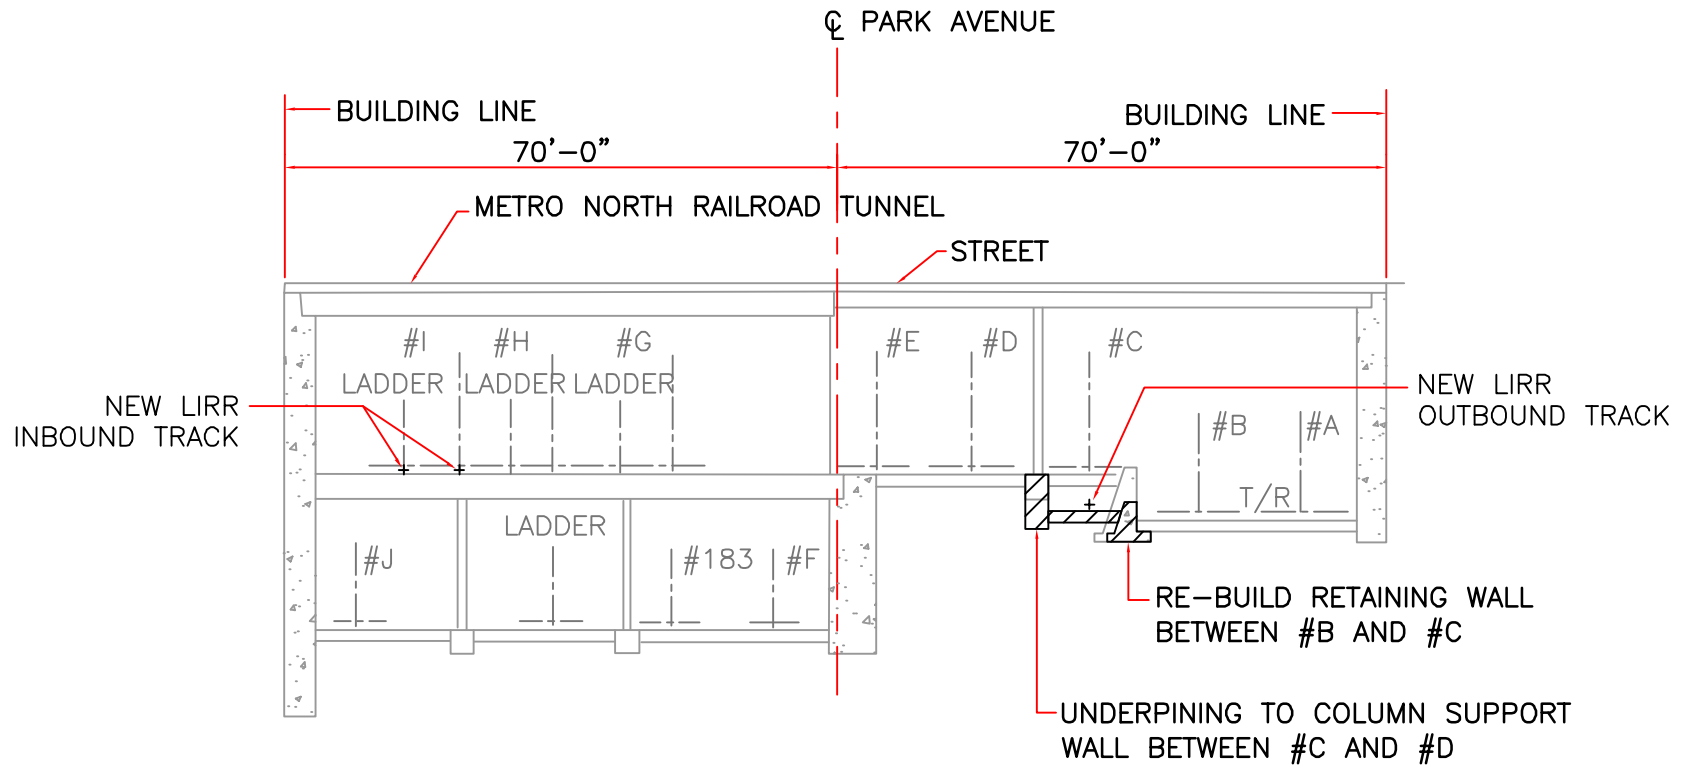 ℄ PARK AVENUE
BUILDING LINE
BUILDING LINE
70'-0"
70'-0"
METRO NORTH RAILROAD TUNNEL
STREET
#I
#H
#G
#E
#D
#C
LADDER
LADDER
LADDER
NEW LIRR
INBOUND TRACK
NEW LIRR
OUTBOUND TRACK
#B
#A
T/R
LADDER
#J
#183
#F
RE-BUILD RETAINING WALL
BETWEEN #B AND #C
UNDERPINING TO COLUMN SUPPORT
WALL BETWEEN #C AND #D